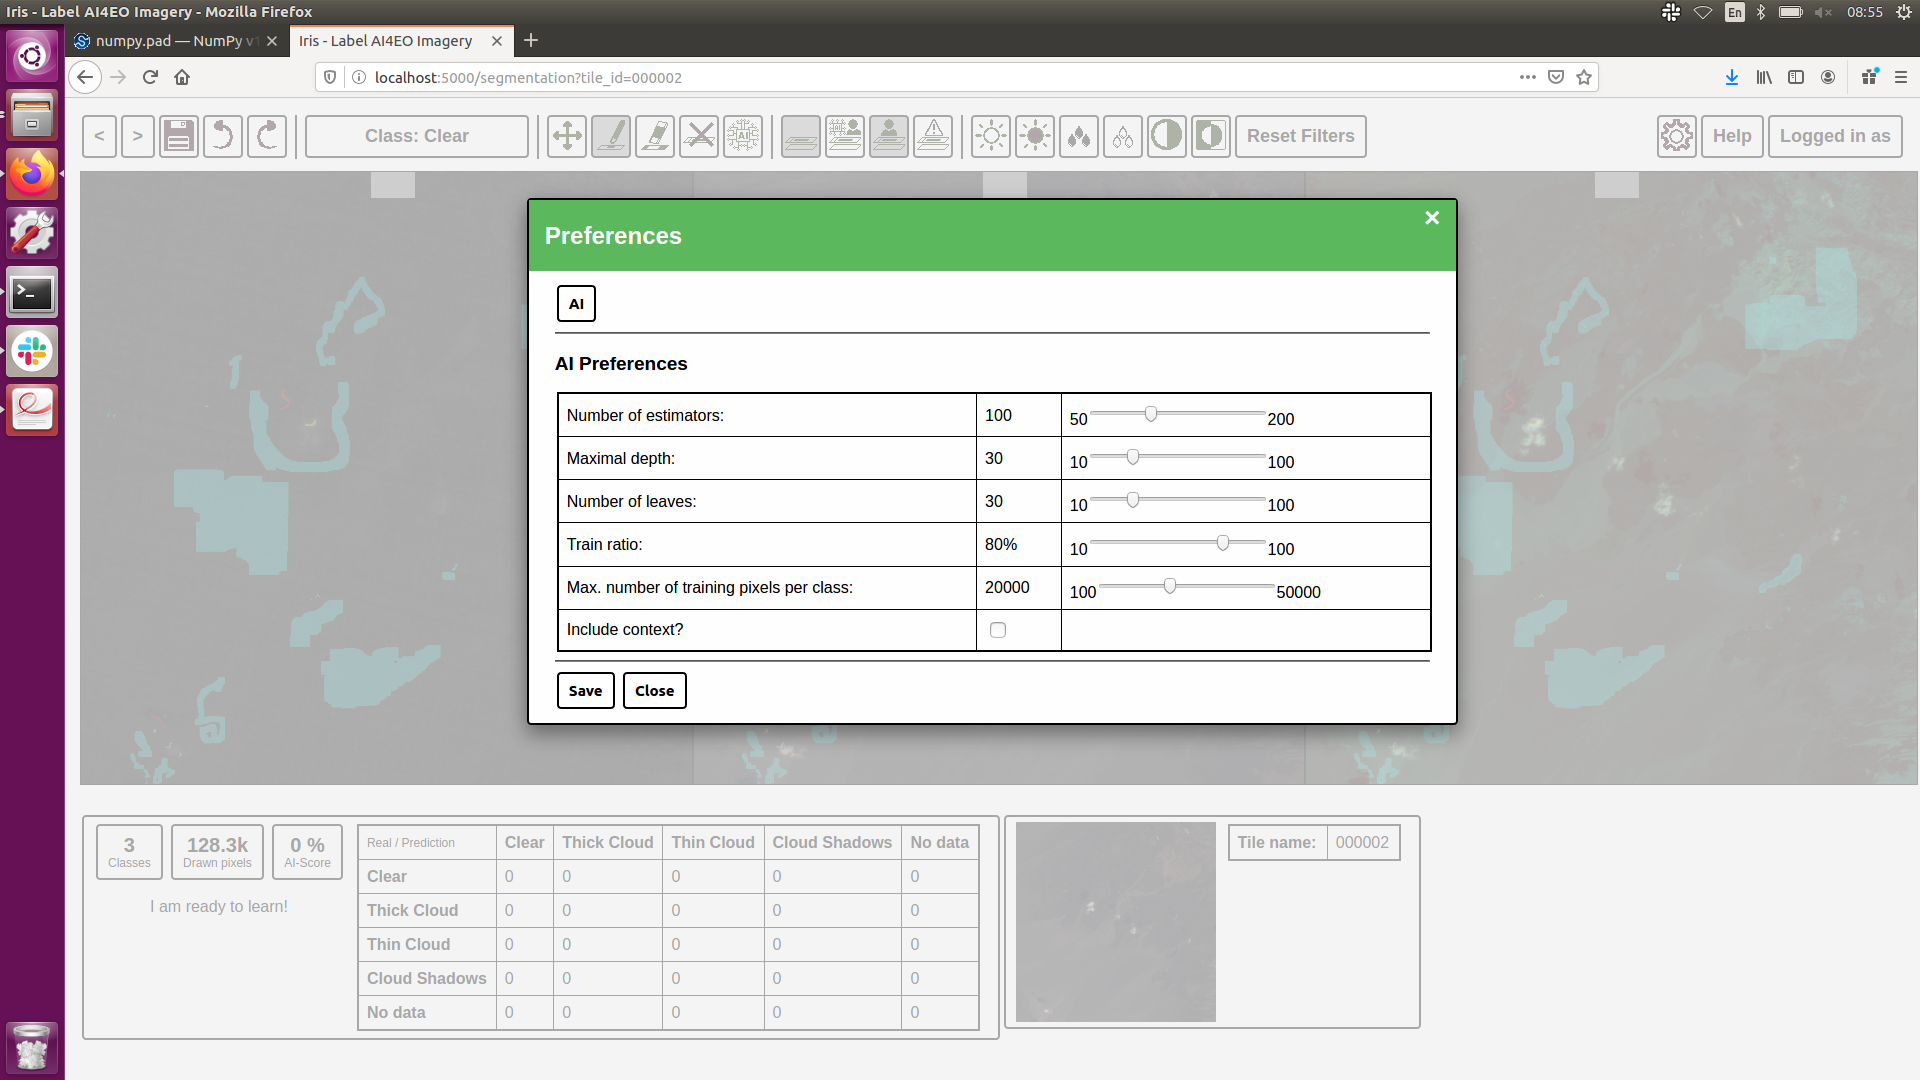 Iris - Label AI4EO Imagery - Mozilla Firefox
En
08:55
numpy.pad — NumPy v1
Iris - Label AI4EO Imagery
localhost:5000/segmentation?tile_id=000002
<
>
Class: Clear
AI
Reset Filters
Help
Logged in as
Preferences
AI
AI Preferences
Number of estimators: 100 50 200
Maximal depth: 30 10 100
Number of leaves: 30 10 100
Train ratio: 80% 10 100
Max. number of training pixels per class: 20000 100 50000
Include context?
Save Close
3
Classes
128.3k
Drawn pixels
0 %
AI-Score
I am ready to learn!
Real / Prediction Clear Thick Cloud Thin Cloud Cloud Shadows No data
Clear 0 0 0 0 0
Thick Cloud 0 0 0 0 0
Thin Cloud 0 0 0 0 0
Cloud Shadows 0 0 0 0 0
No data 0 0 0 0 0
Tile name: 000002